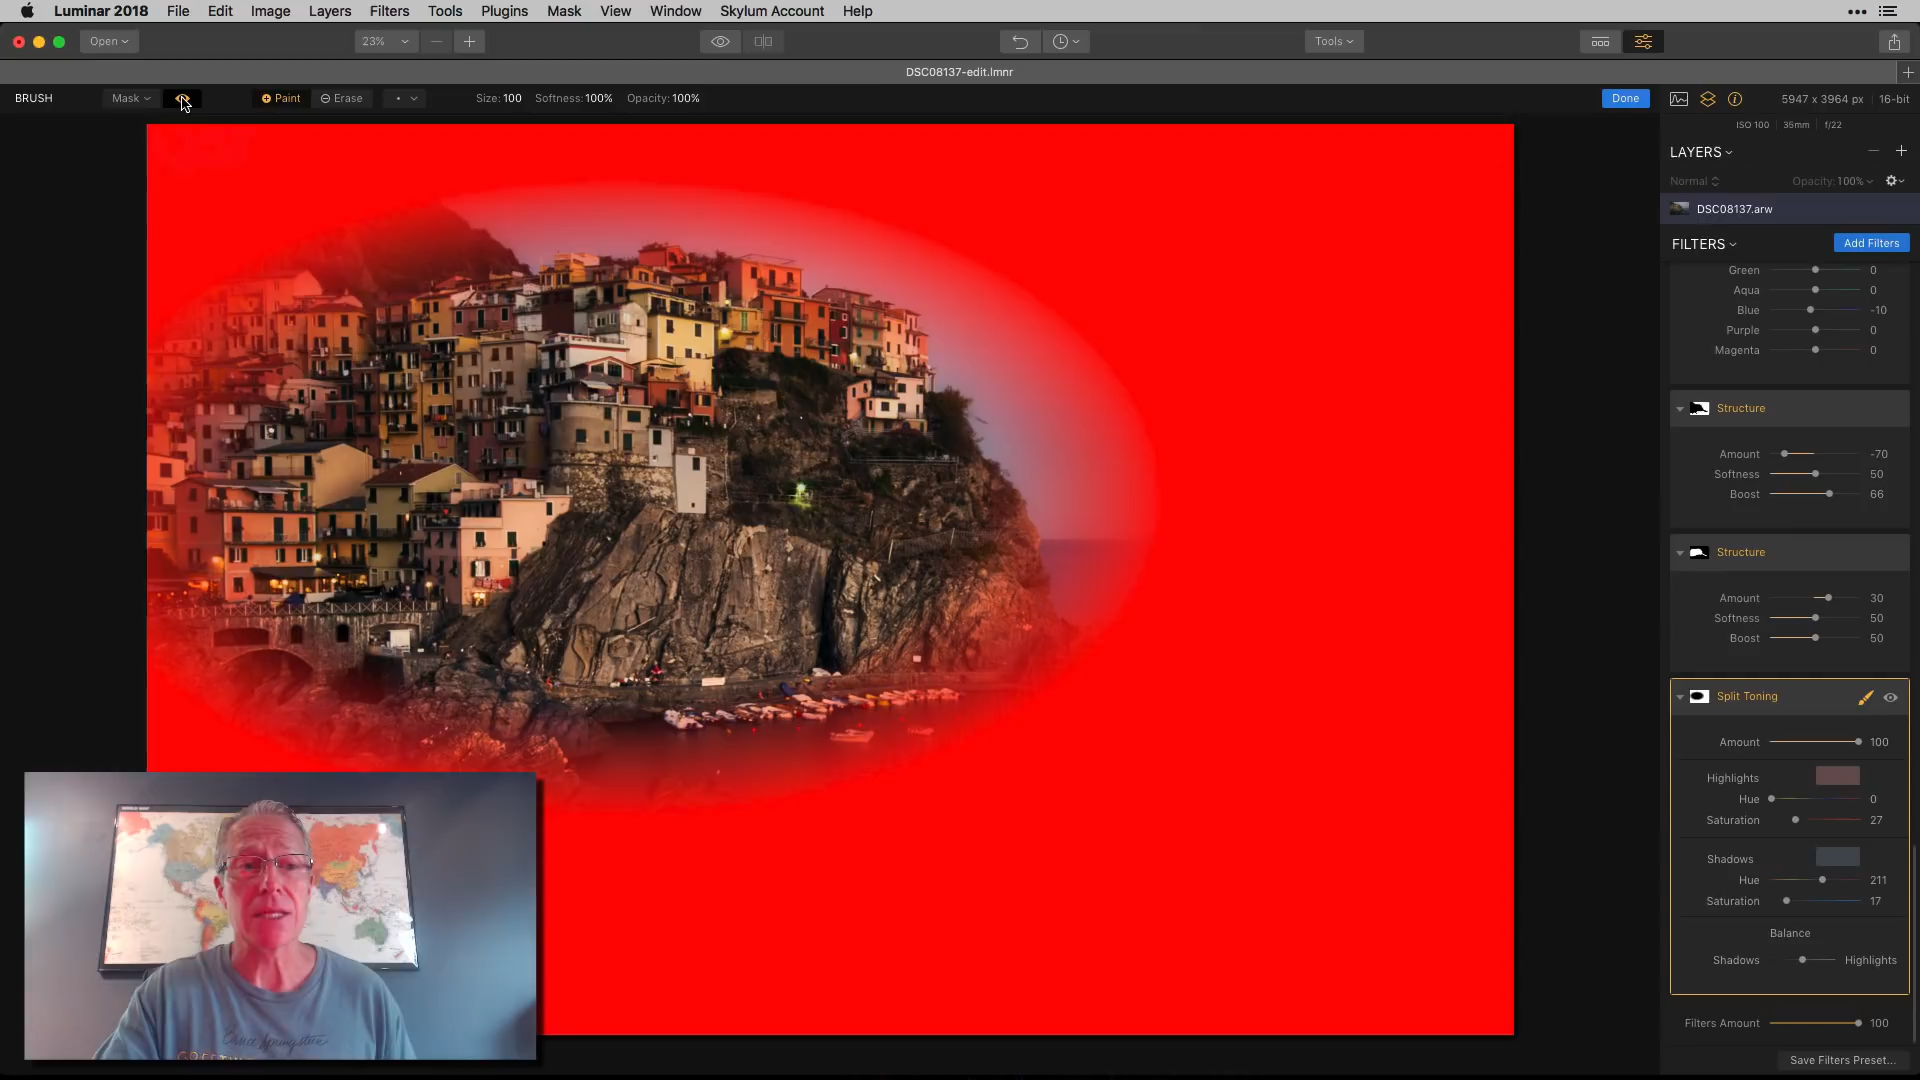 Luminar 2018 File Edit Image Layers Filters Tools Plugins Mask View Window Skylum Account Help
Open 23% Tools
DSC08137-edit.lmnr
BRUSH Mask Paint Erase Size: 100 Softness: 100% Opacity: 100% Done
5947 x 3964 px 16-bit
ISO 100 35mm f/22
LAYERS
Normal Opacity: 100%
DSC08137.arw
FILTERS Add Filters
Green 0
Aqua 0
Blue -10
Purple 0
Magenta 0
Structure
Amount -70
Softness 50
Boost 66
Structure
Amount 30
Softness 50
Boost 50
Split Toning
Amount 100
Highlights
Hue 0
Saturation 27
Shadows
Hue 211
Saturation 17
Balance
Shadows Highlights
Filters Amount 100
Save Filters Preset...
Bruce Springsteen